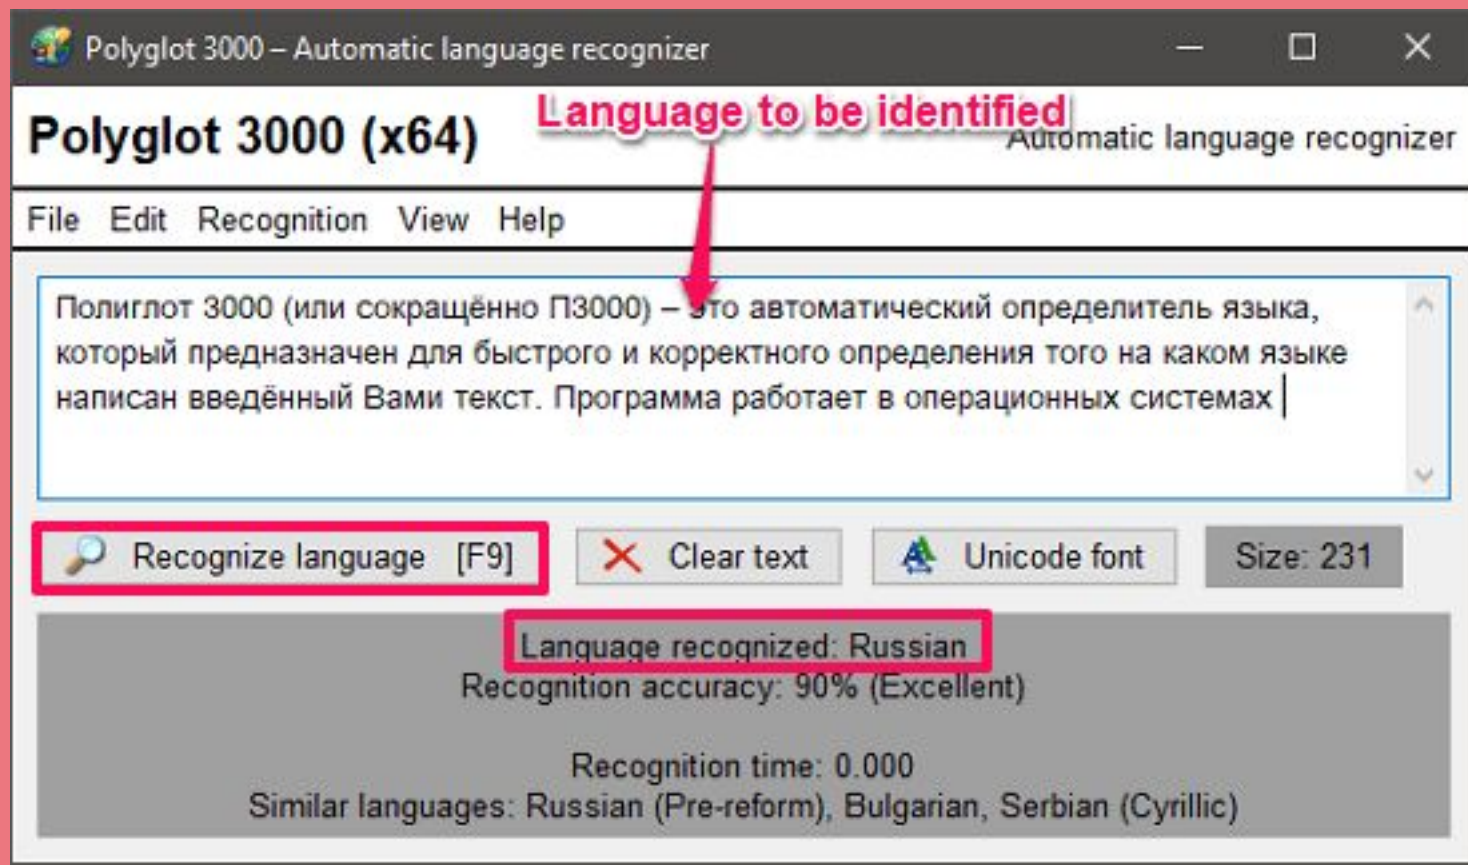 Polyglot 3000 – Automatic language recognizer
Language to be identified
Polyglot 3000 (x64)
Automatic language recognizer
File Edit Recognition View Help
Полиглот 3000 (или сокращённо П3000) – это автоматический определитель языка,
который предназначен для быстрого и корректного определения того на каком языке
написан введённый Вами текст. Программа работает в операционных системах
Recognize language [F9] Clear text Unicode font Size: 231
Language recognized: Russian
Recognition accuracy: 90% (Excellent)
Recognition time: 0.000
Similar languages: Russian (Pre-reform), Bulgarian, Serbian (Cyrillic)